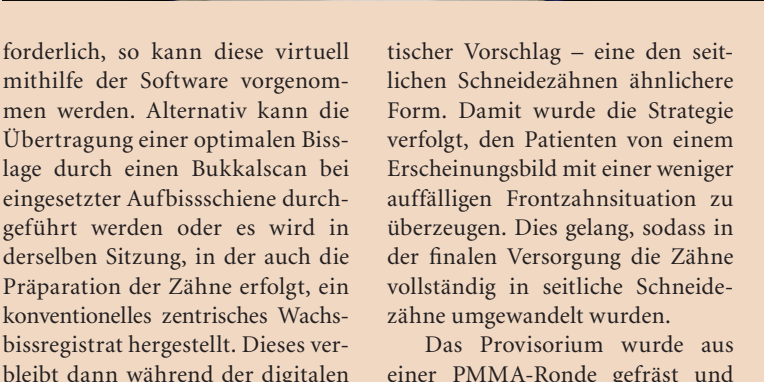 forderlich, so kann diese virtuell
mithilfe der Software vorgenom-
men werden. Alternativ kann die
Übertragung einer optimalen Biss-
lage durch einen Bukkalscan bei
eingesetzter Aufbissschiene durch-
geführt werden oder es wird in
derselben Sitzung, in der auch die
Präparation der Zähne erfolgt, ein
konventionelles zentrisches Wachs-
bissregistrat hergestellt. Dieses ver-
bleibt dann während der digitalen
tischer Vorschlag – eine den seit-
lichen Schneidezähnen ähnlichere
Form. Damit wurde die Strategie
verfolgt, den Patienten von einem
Erscheinungsbild mit einer weniger
auffälligen Frontzahnsituation zu
überzeugen. Dies gelang, sodass in
der finalen Versorgung die Zähne
vollständig in seitliche Schneide-
zähne umgewandelt wurden.
Das Provisorium wurde aus
einer PMMA-Ronde gefräst und